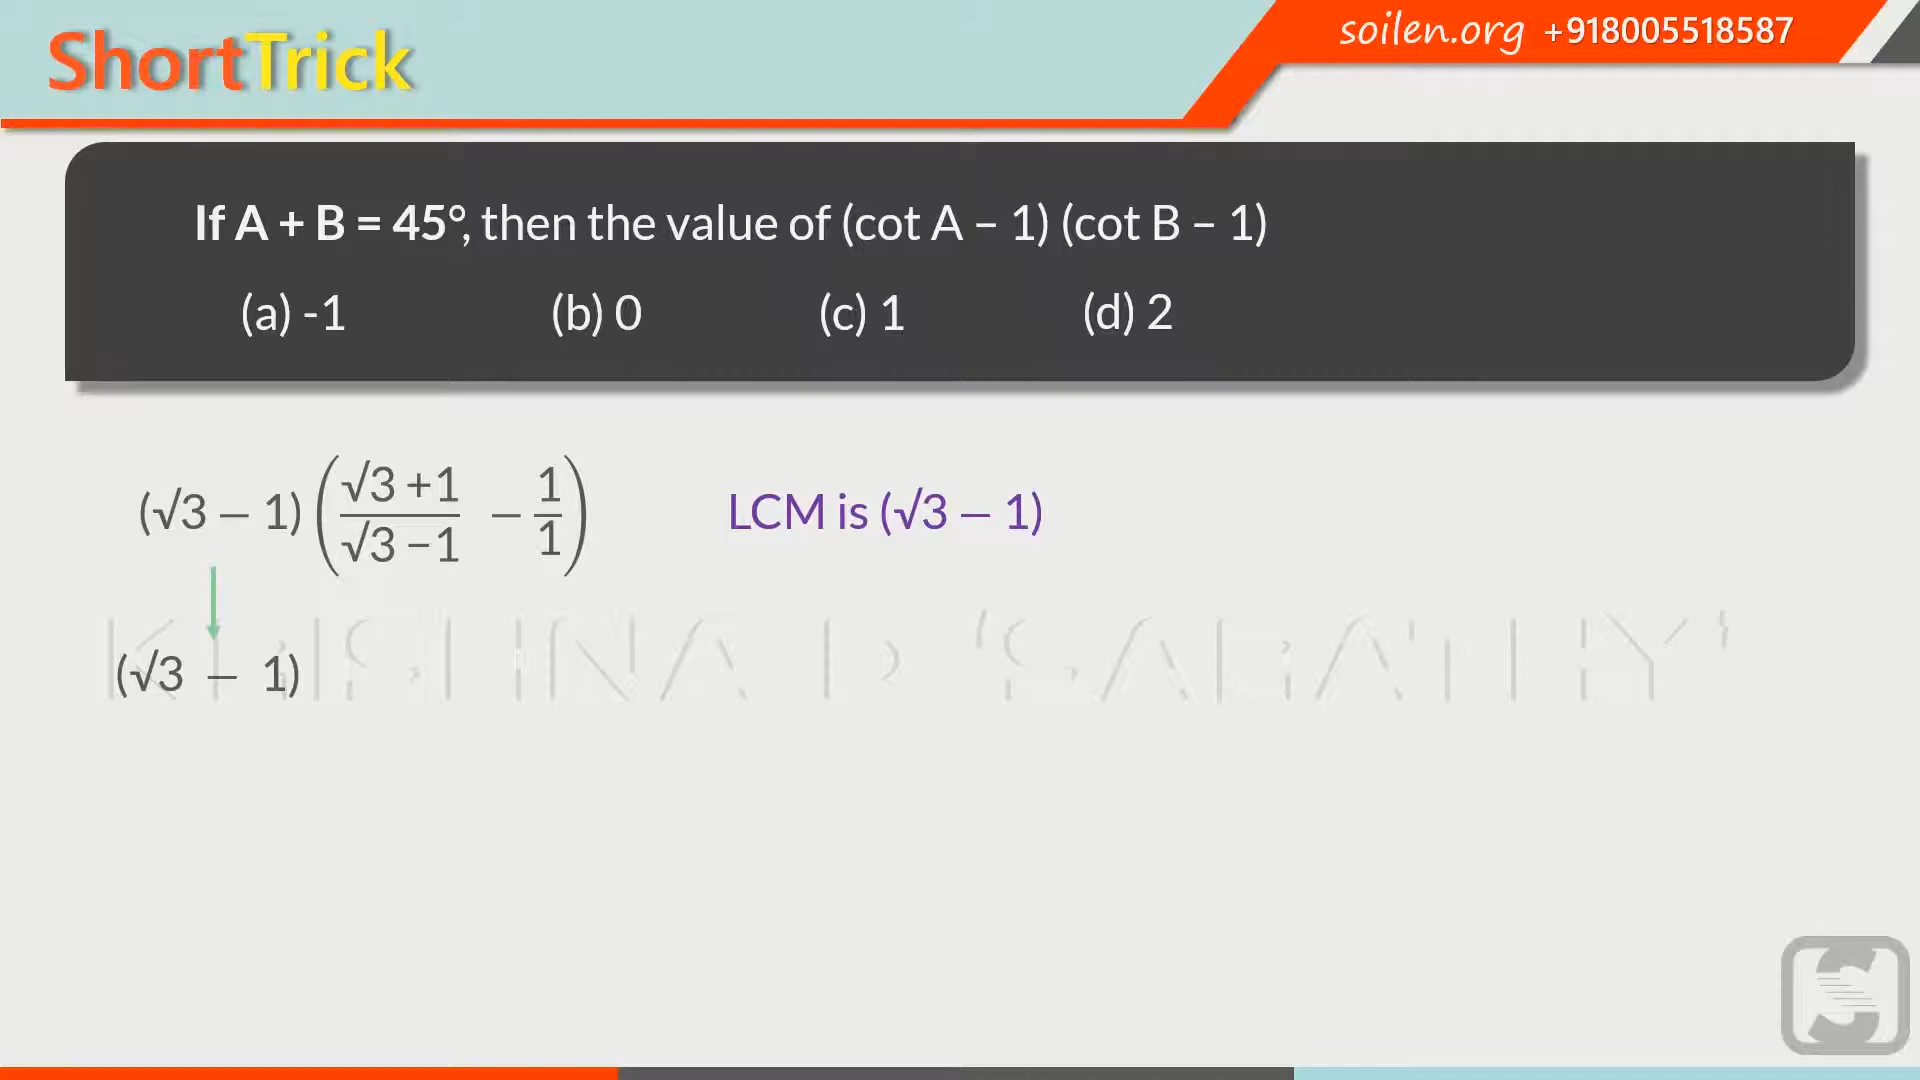 ShortTrick
soilen.org +918005518587
If A + B = 45°, then the value of (cot A – 1) (cot B – 1)
(a) -1 (b) 0 (c) 1 (d) 2
(√3 – 1) (√3 +1 / √3 –1 – 1/1) LCM is (√3 – 1)
(√3 – 1)